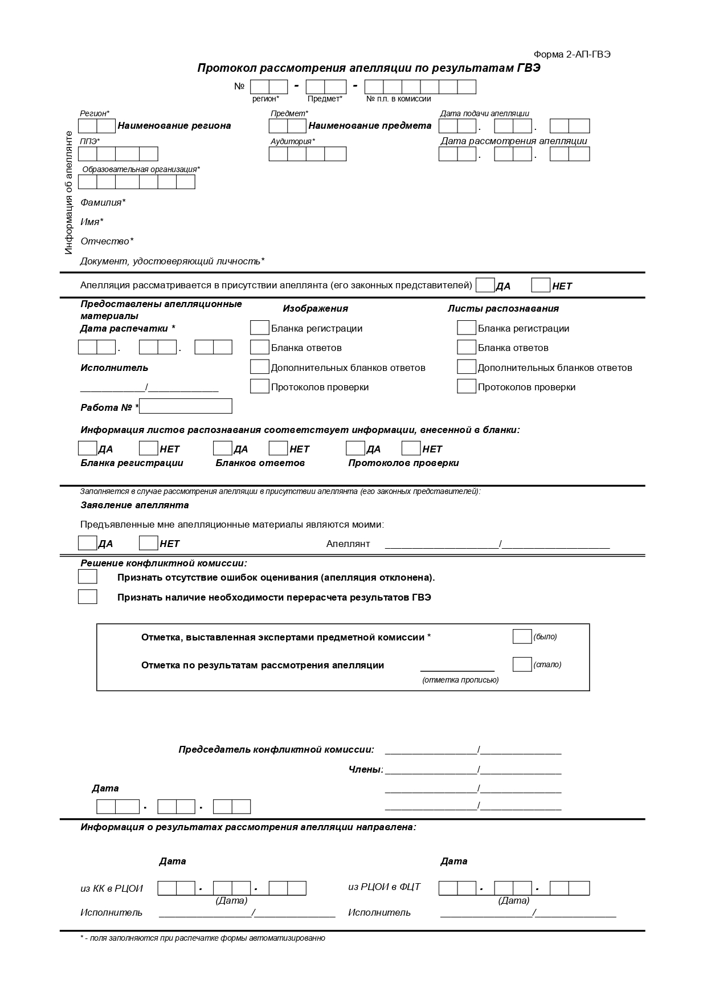 Форма 2-АП-ГВЭ
Протокол рассмотрения апелляции по результатам ГВЭ
№ - -
регион* Предмет* № п.п. в комиссии
Информация об апеллянте
Регион* Предмет* Дата подачи апелляции
Наименование региона Наименование предмета . .
ППЭ* Аудитория* Дата рассмотрения апелляции
. .
Образовательная организация*
Фамилия*
Имя*
Отчество*
Документ, удостоверяющий личность*
Апелляция рассматривается в присутствии апеллянта (его законных представителей) ДА НЕТ
Предоставлены апелляционные
материалы
Изображения Листы распознавания
Дата распечатки * Бланка регистрации Бланка регистрации
. . Бланка ответов Бланка ответов
Исполнитель Дополнительных бланков ответов Дополнительных бланков ответов
____________/_____________ Протоколов проверки Протоколов проверки
Работа № *
Информация листов распознавания соответствует информации, внесенной в бланки:
ДА НЕТ ДА НЕТ ДА НЕТ
Бланка регистрации Бланков ответов Протоколов проверки
Заполняется в случае рассмотрения апелляции в присутствии апеллянта (его законных представителей):
Заявление апеллянта
Предъявленные мне апелляционные материалы являются моими:
ДА НЕТ Апеллянт _____________________/____________________
Решение конфликтной комиссии:
Признать отсутствие ошибок оценивания (апелляция отклонена).
Признать наличие необходимости перерасчета результатов ГВЭ
Отметка, выставленная экспертами предметной комиссии * (было)
Отметка по результатам рассмотрения апелляции (стало)
(отметка прописью)
Председатель конфликтной комиссии: _________________/_______________
Члены: _________________/_______________
Дата _________________/_______________
. . _________________/_______________
Информация о результатах рассмотрения апелляции направлена:
Дата Дата
из КК в РЦОИ . . из РЦОИ в ФЦТ . .
(Дата) (Дата)
Исполнитель _________________/_______________ Исполнитель _________________/_______________
* - поля заполняются при распечатке формы автоматизированно